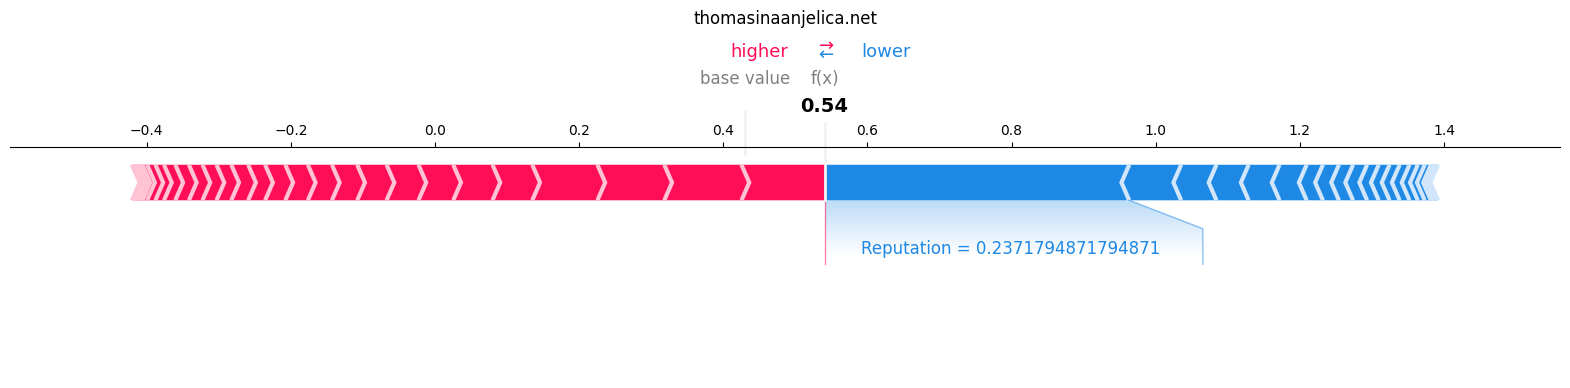 thomasinaanjelica.net
higher ⇄ lower
base value f(x)
0.54
−0.4 −0.2 0.0 0.2 0.4 0.6 0.8 1.0 1.2 1.4
Reputation = 0.2371794871794871